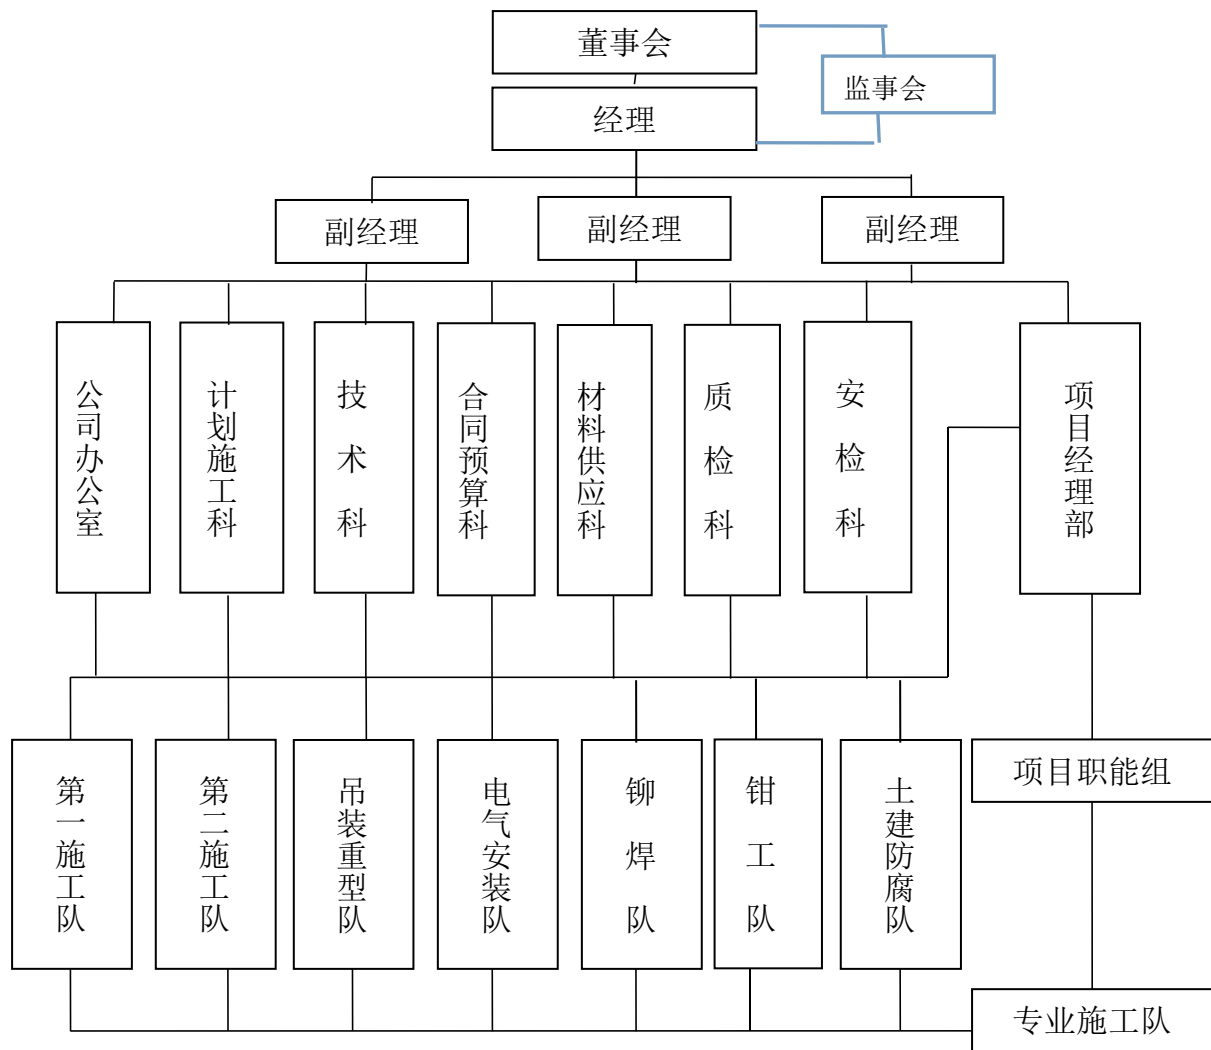 董事会
监事会
经理
副经理
副经理
副经理
公司办公室
计划施工科
技术科
合同预算科
材料供应科
质检科
安检科
项目经理部
第一施工队
第二施工队
吊装重型队
电气安装队
铆焊队
钳工队
土建防腐队
项目职能组
专业施工队